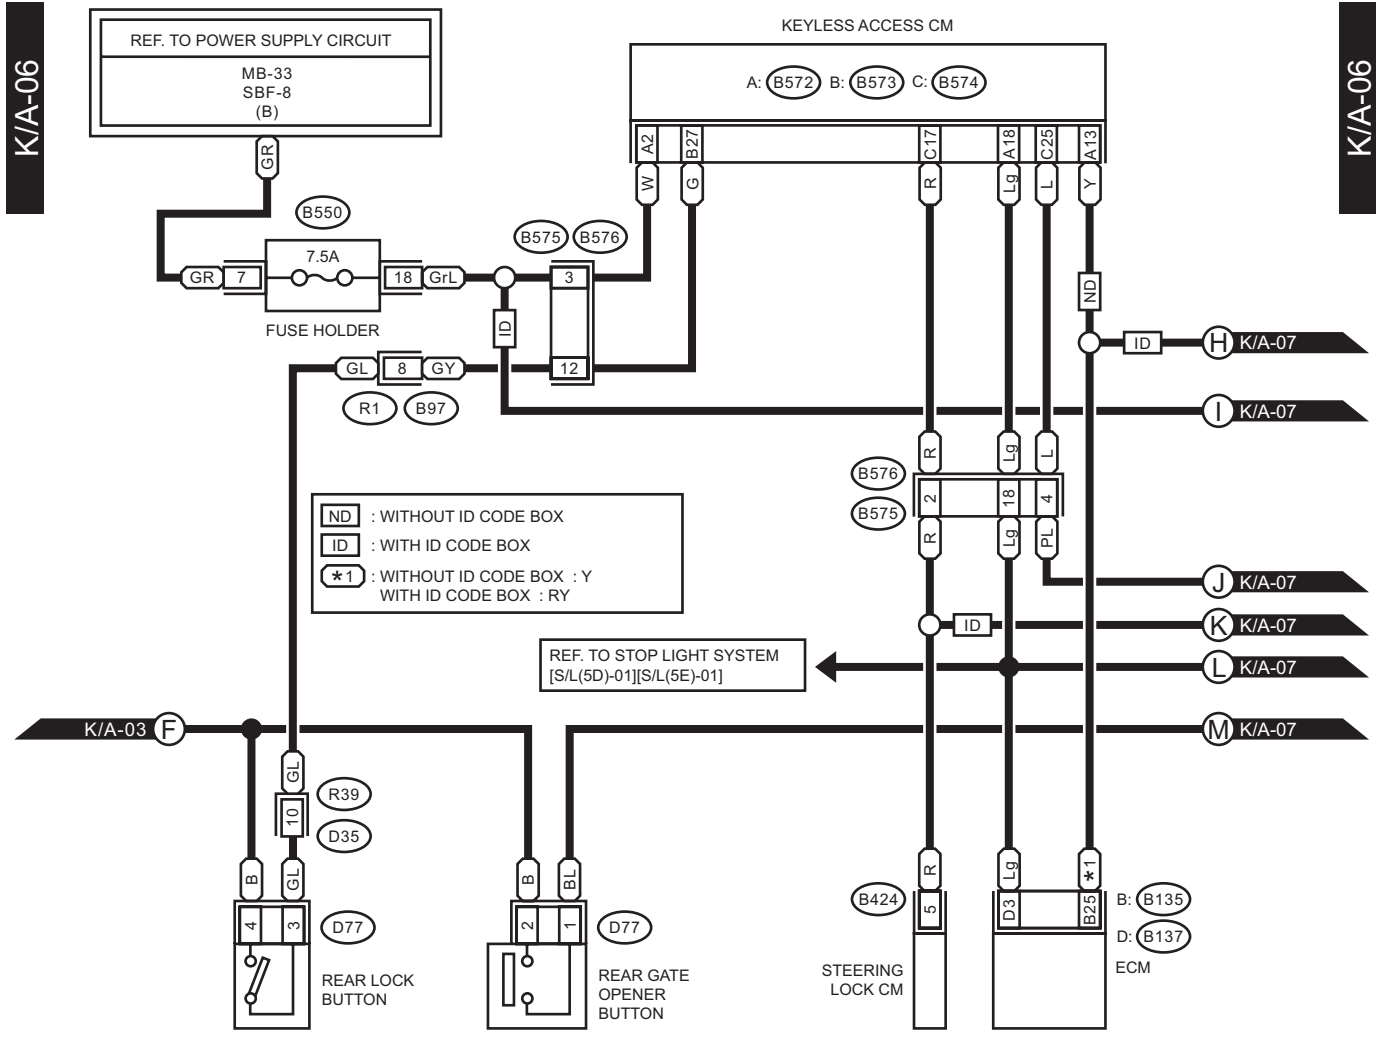 K/A-06
K/A-06
REF. TO POWER SUPPLY CIRCUIT
MB-33
SBF-8
(B)
KEYLESS ACCESS CM
A: B572 B: B573 C: B574
A2
B27
C17
A18
C25
A13
GR
W
G
R
Lg
L
Y
B550
B575
B576
7.5A
GR
7
18
GrL
3
FUSE HOLDER
ID
ND
ID
H K/A-07
GL
8
GY
12
R1
B97
I K/A-07
R
Lg
L
B576
B575
2
18
4
R
Lg
PL
ND : WITHOUT ID CODE BOX
ID : WITH ID CODE BOX
*1 : WITHOUT ID CODE BOX : Y
WITH ID CODE BOX : RY
J K/A-07
ID
K K/A-07
REF. TO STOP LIGHT SYSTEM
[S/L(5D)-01][S/L(5E)-01]
L K/A-07
K/A-03 F
M K/A-07
GL
R39
10
D35
B
GL
B
BL
R
Lg
*1
4
3
D77
2
1
D77
B424
5
D3
B25
B: B135
D: B137
ECM
REAR LOCK
BUTTON
REAR GATE
OPENER
BUTTON
STEERING
LOCK CM